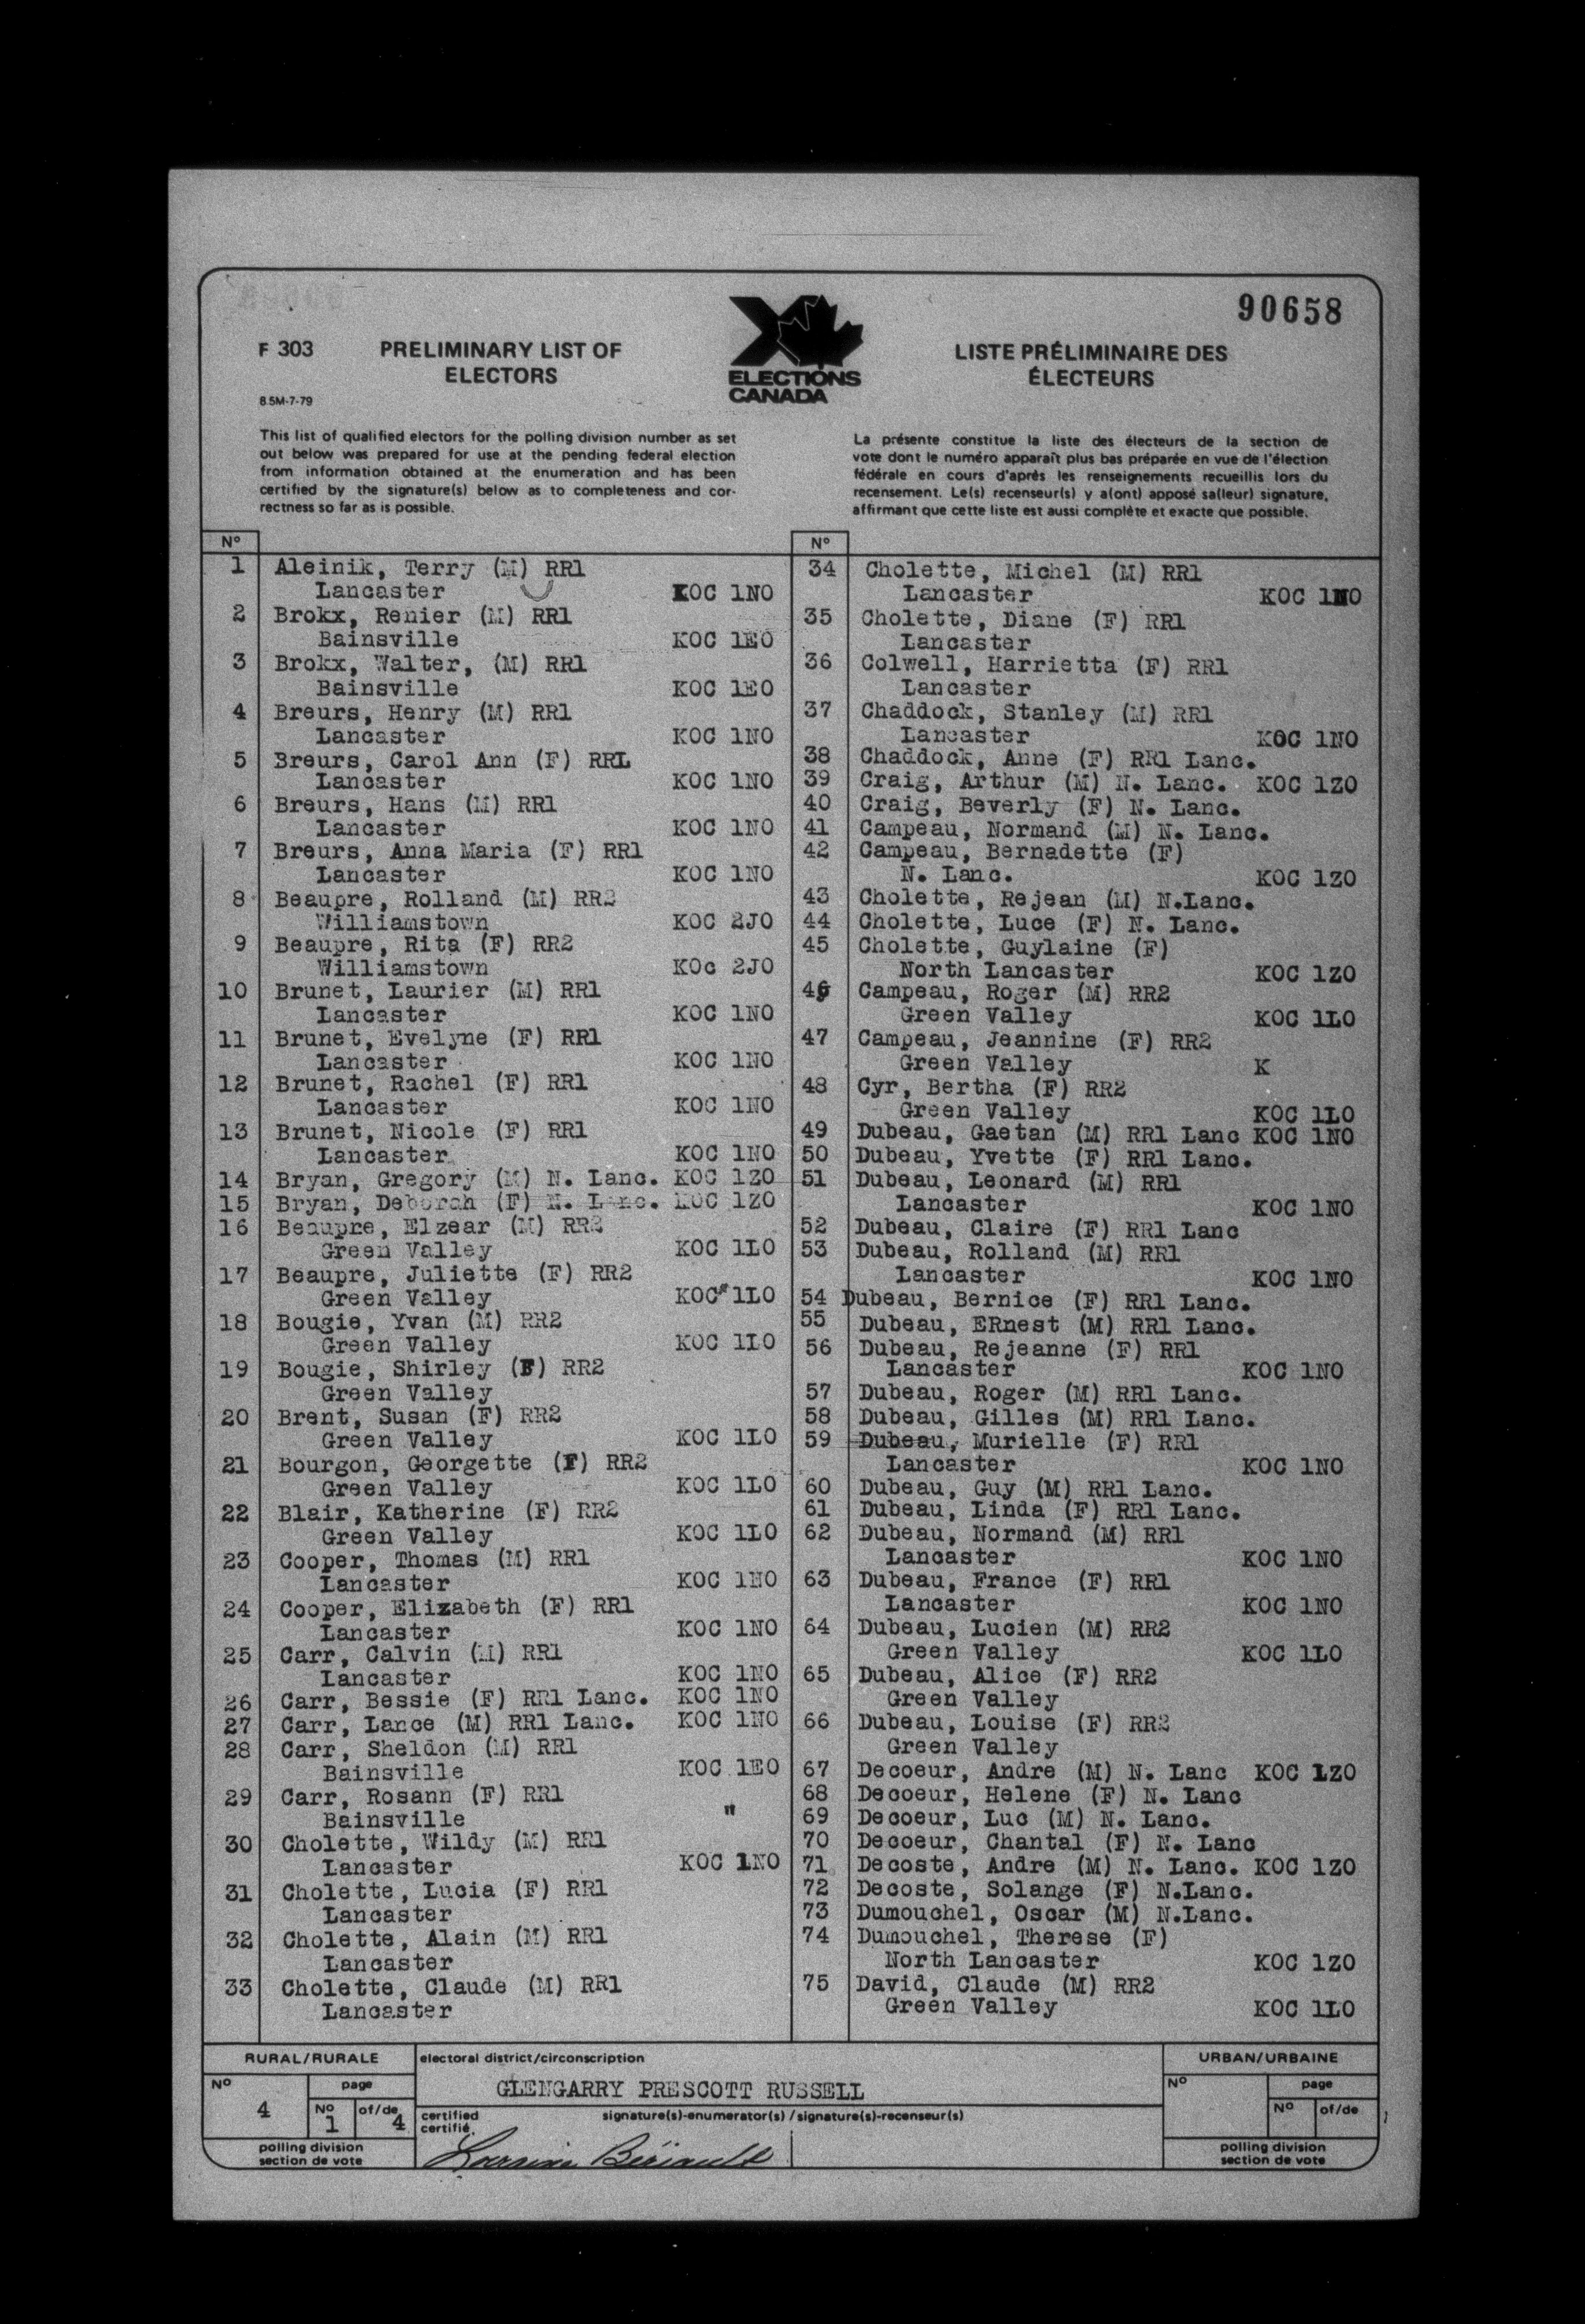 90658
F 303
PRELIMINARY LIST OF
ELECTORS
8.5M-7-79
ELECTIONS
CANADA
LISTE PRÉLIMINAIRE DES
ÉLECTEURS
This list of qualified electors for the polling division number as set
out below was prepared for use at the pending federal election
from information obtained at the enumeration and has been
certified by the signature(s) below as to completeness and cor-
rectness so far as is possible.
La présente constitue la liste des électeurs de la section de
vote dont le numéro apparaît plus bas préparée en vue de l'élection
fédérale en cours d'après les renseignements recueillis lors du
recensement. Le(s) recenseur(s) y a(ont) apposé sa(leur) signature,
affirmant que cette liste est aussi complète et exacte que possible.
Nº
1 Aleinik, Terry (M) RR1
Lancaster KOC 1NO
2 Brokx, Renier (M) RR1
Bainsville KOC 1EO
3 Brokx, Walter, (M) RR1
Bainsville KOC 1EO
4 Breurs, Henry (M) RR1
Lancaster KOC 1NO
5 Breurs, Carol Ann (F) RRL
Lancaster KOC 1NO
6 Breurs, Hans (M) RR1
Lancaster KOC 1NO
7 Breurs, Anna Maria (F) RR1
Lancaster KOC 1NO
8 Beaupre, Rolland (M) RR2
Williamstown KOC 2JO
9 Beaupre, Rita (F) RR2
Williamstown KOc 2JO
10 Brunet, Laurier (M) RR1
Lancaster KOC 1NO
11 Brunet, Evelyne (F) RR1
Lancaster KOC 1NO
12 Brunet, Rachel (F) RR1
Lancaster KOC 1NO
13 Brunet, Nicole (F) RR1
Lancaster KOC 1NO
14 Bryan, Gregory (M) N. Lanc. KOC 1ZO
15 Bryan, Deborah (F) N. Lanc. KOC 1ZO
16 Beaupre, Elzear (M) RR2
Green Valley KOC 1LO
17 Beaupre, Juliette (F) RR2
Green Valley KOC 1LO
18 Bougie, Yvan (M) RR2
Green Valley KOC 1LO
19 Bougie, Shirley (F) RR2
Green Valley
20 Brent, Susan (F) RR2
Green Valley KOC 1LO
21 Bourgon, Georgette (F) RR2
Green Valley KOC 1LO
22 Blair, Katherine (F) RR2
Green Valley KOC 1LO
23 Cooper, Thomas (M) RR1
Lancaster KOC 1NO
24 Cooper, Elizabeth (F) RR1
Lancaster KOC 1NO
25 Carr, Calvin (M) RR1
Lancaster KOC 1NO
26 Carr, Bessie (F) RR1 Lanc. KOC 1NO
27 Carr, Lance (M) RR1 Lanc. KOC 1NO
28 Carr, Sheldon (M) RR1
Bainsville KOC 1EO
29 Carr, Rosann (F) RR1
Bainsville "
30 Cholette, Wildy (M) RR1
Lancaster KOC 1NO
31 Cholette, Lucia (F) RR1
Lancaster
32 Cholette, Alain (M) RR1
Lancaster
33 Cholette, Claude (M) RR1
Lancaster
Nº
34 Cholette, Michel (M) RR1
Lancaster KOC 1NO
35 Cholette, Diane (F) RR1
Lancaster
36 Colwell, Harrietta (F) RR1
Lancaster
37 Chaddock, Stanley (M) RR1
Lancaster KOC 1NO
38 Chaddock, Anne (F) RR1 Lanc.
39 Craig, Arthur (M) N. Lanc. KOC 1ZO
40 Craig, Beverly (F) N. Lanc.
41 Campeau, Normand (M) N. Lanc.
42 Campeau, Bernadette (F)
N. Lanc. KOC 1ZO
43 Cholette, Rejean (M) N.Lanc.
44 Cholette, Luce (F) N. Lanc.
45 Cholette, Guylaine (F)
North Lancaster KOC 1ZO
46 Campeau, Roger (M) RR2
Green Valley KOC 1LO
47 Campeau, Jeannine (F) RR2
Green Valley K
48 Cyr, Bertha (F) RR2
Green Valley KOC 1LO
49 Dubeau, Gaetan (M) RR1 Lanc KOC 1NO
50 Dubeau, Yvette (F) RR1 Lanc.
51 Dubeau, Leonard (M) RR1
Lancaster KOC 1NO
52 Dubeau, Claire (F) RR1 Lanc
53 Dubeau, Rolland (M) RR1
Lancaster KOC 1NO
54 Dubeau, Bernice (F) RR1 Lanc.
55 Dubeau, ERnest (M) RR1 Lanc.
56 Dubeau, Rejeanne (F) RR1
Lancaster KOC 1NO
57 Dubeau, Roger (M) RR1 Lanc.
58 Dubeau, Gilles (M) RR1 Lanc.
59 Dubeau, Murielle (F) RR1
Lancaster KOC 1NO
60 Dubeau, Guy (M) RR1 Lanc.
61 Dubeau, Linda (F) RR1 Lanc.
62 Dubeau, Normand (M) RR1
Lancaster KOC 1NO
63 Dubeau, France (F) RR1
Lancaster KOC 1NO
64 Dubeau, Lucien (M) RR2
Green Valley KOC 1LO
65 Dubeau, Alice (F) RR2
Green Valley
66 Dubeau, Louise (F) RR2
Green Valley
67 Decoeur, Andre (M) N. Lanc KOC 1ZO
68 Decoeur, Helene (F) N. Lanc
69 Decoeur, Luc (M) N. Lanc.
70 Decoeur, Chantal (F) N. Lanc
71 Decoste, Andre (M) N. Lanc. KOC 1ZO
72 Decoste, Solange (F) N.Lanc.
73 Dumouchel, Oscar (M) N.Lanc.
74 Dumouchel, Therese (F)
North Lancaster KOC 1ZO
75 David, Claude (M) RR2
Green Valley KOC 1LO
RURAL/RURALE
Nº 4
page
Nº 1 of/de 4
polling division
section de vote
electoral district/circonscription
GLENGARRY PRESCOTT RUSSELL
certified
certifié
signature(s)-enumerator(s)/signature(s)-recenseur(s)
URBAN/URBAINE
Nº
page
Nº of/de
polling division
section de vote